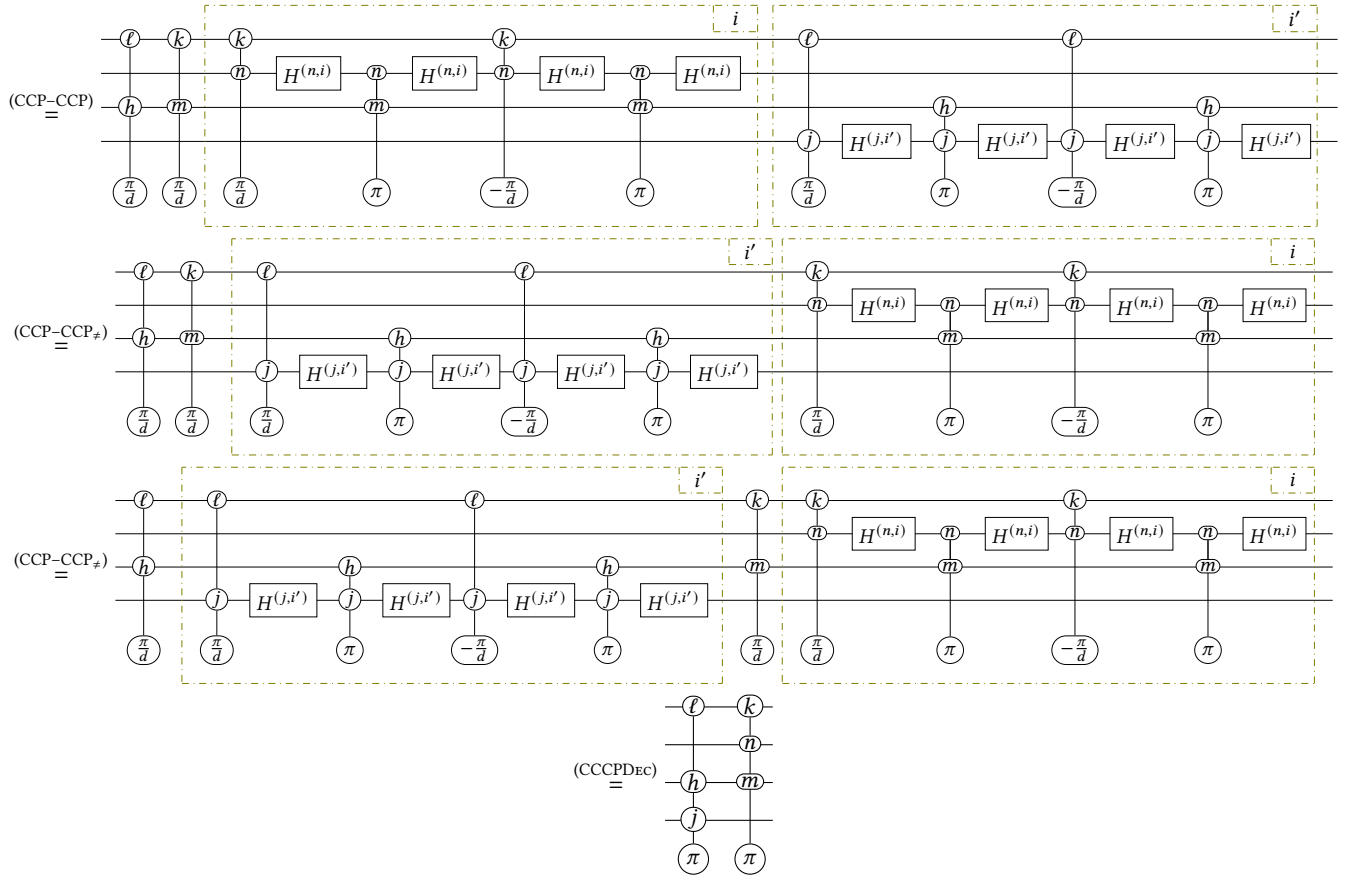 i i′
ℓ k k k ℓ ℓ
n H^(n,i) n H^(n,i) n H^(n,i) n H^(n,i)
(CCP–CCP)
= h m m m h h
j H^(j,i′) j H^(j,i′) j H^(j,i′) j H^(j,i′)
π/d π/d π/d π −π/d π π/d π −π/d π
i′ i
ℓ k ℓ ℓ k k
n H^(n,i) n H^(n,i) n H^(n,i) n H^(n,i)
(CCP–CCP≠)
= h m h h m m
j H^(j,i′) j H^(j,i′) j H^(j,i′) j H^(j,i′)
π/d π/d π/d π −π/d π π/d π −π/d π
i′ i
ℓ ℓ ℓ k k k
n H^(n,i) n H^(n,i) n H^(n,i) n H^(n,i)
(CCP–CCP≠)
= h h h m m m
j H^(j,i′) j H^(j,i′) j H^(j,i′) j H^(j,i′)
π/d π/d π −π/d π π/d π/d π −π/d π
ℓ k
n
(CCCPDec)
= h m
j
π π